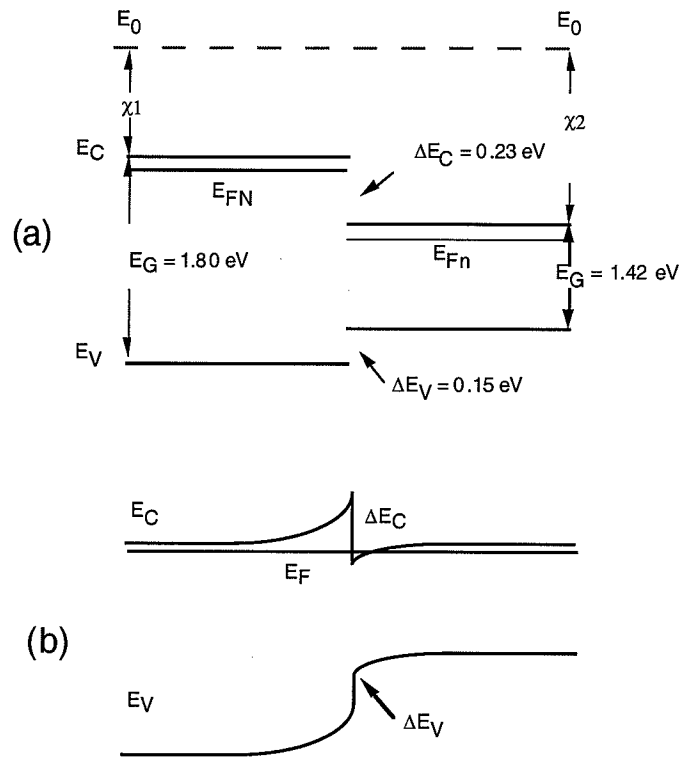 E0 E0
χ1
χ2
EC
ΔEC = 0.23 eV
EFN
(a)
EFn
EG = 1.80 eV
EG = 1.42 eV
EV
ΔEV = 0.15 eV
EC
ΔEC
EF
(b)
EV
ΔEV